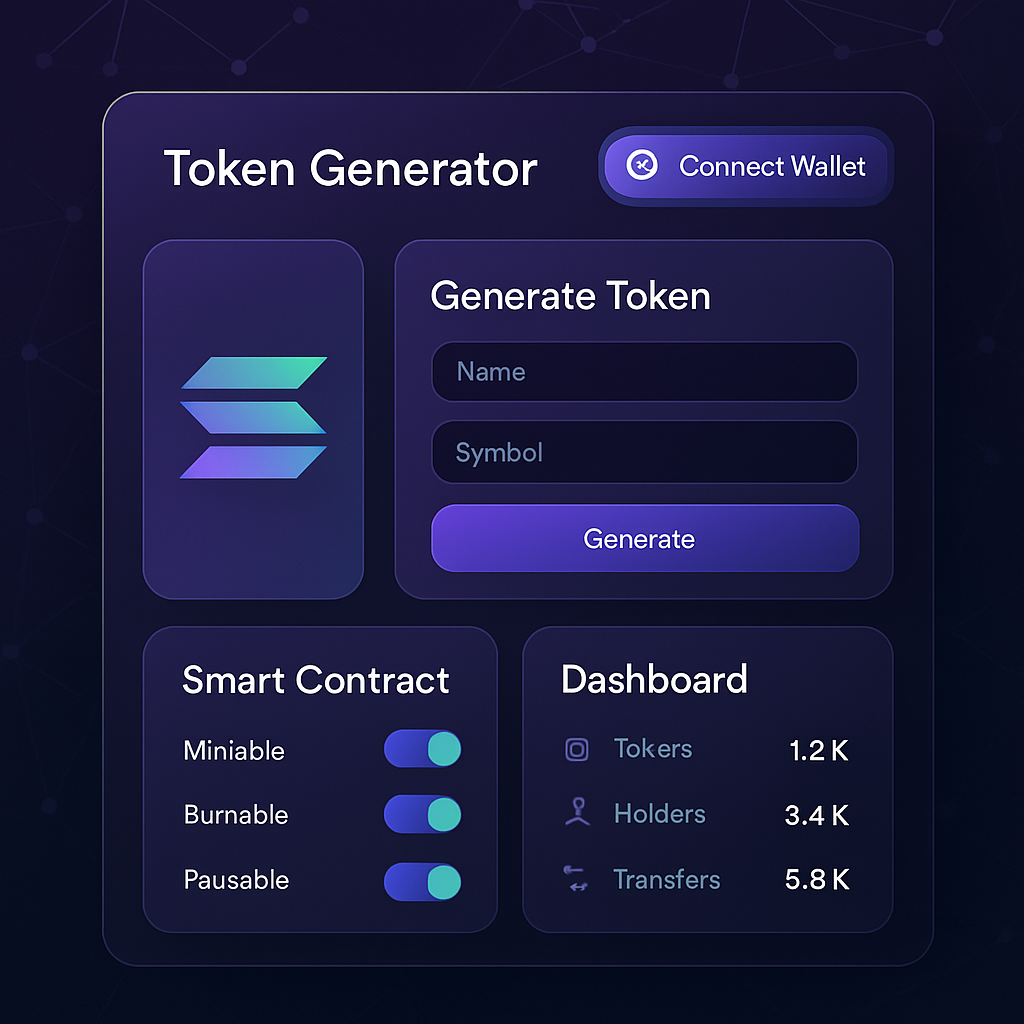 Token Generator
Connect Wallet
Generate Token
Name
Symbol
Generate
Smart Contract
Miniable
Burnable
Pausable
Dashboard
Tokers 1.2 K
Holders 3.4 K
Transfers 5.8 K